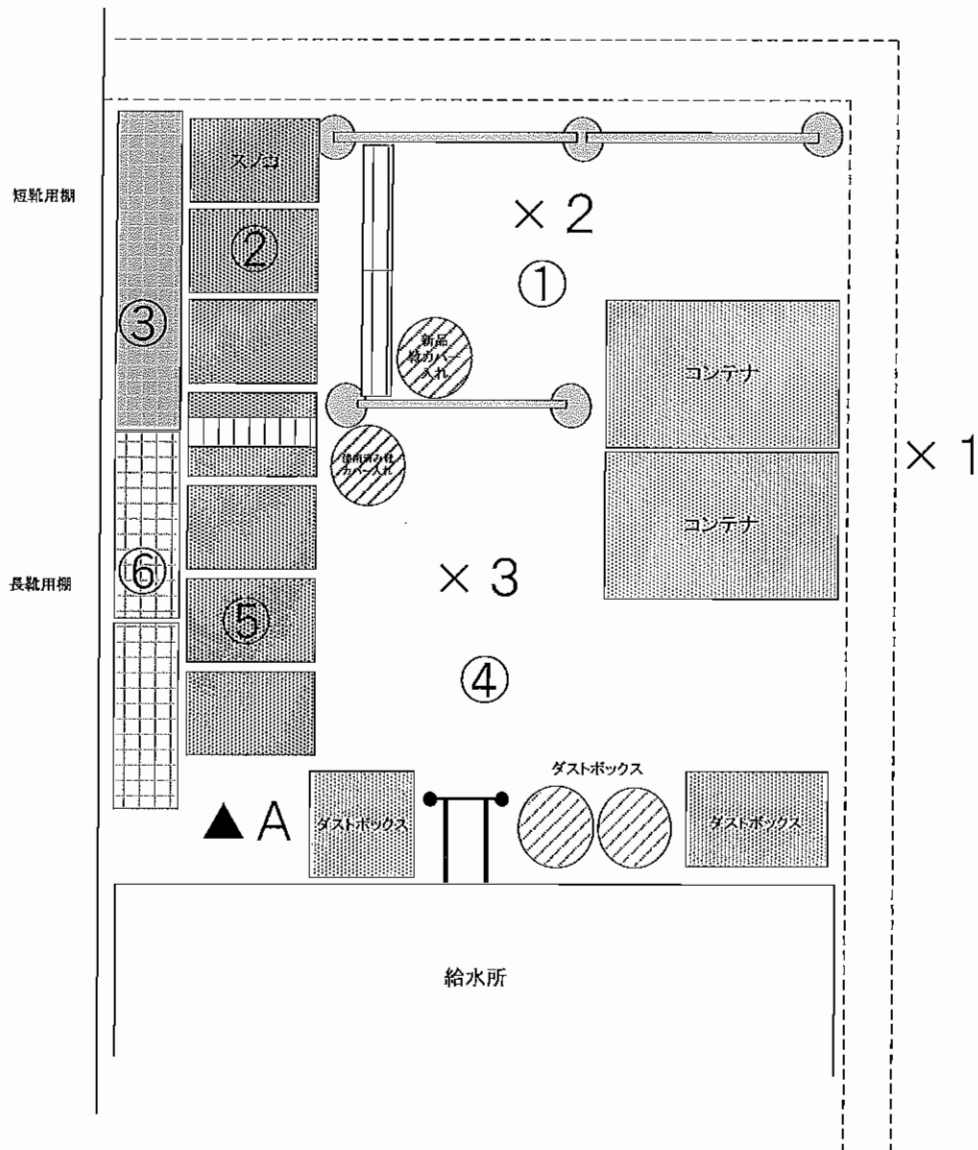 スノコ
短靴用棚
× 2
②
①
③
新品
靴カバー
入れ
コンテナ
× 1
使用済み靴
カバー入れ
コンテナ
⑥
長靴用棚
× 3
⑤
④
ダストボックス
▲ A
ダストボックス
ダストボックス
給水所